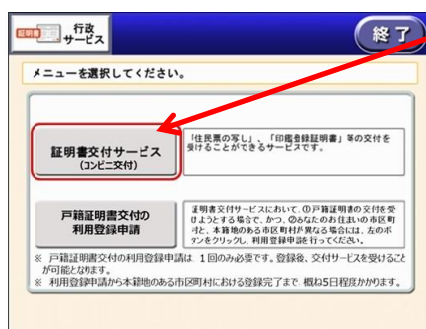 証明書 行政
サービス
終了
メニューを選択してください。
証明書交付サービス
(コンビニ交付)
「住民票の写し」、「印鑑登録証明書」等の交付を
受けることができるサービスです。
戸籍証明書交付の
利用登録申請
証明書交付サービスにおいて、①戸籍証明書の交付を受
けようとする場合で、かつ、②あなたのお住まいの市区町
村と、本籍地のある市区町村が異なる場合には、左のボ
タンをクリックし、利用登録申請を行ってください。
※ 戸籍証明書交付の利用登録申請は、1回のみ必要です。登録後、交付サービスを受けること
が可能となります。
※ 利用登録申請から本籍地のある市区町村における登録完了まで、概ね5日程度かかります。